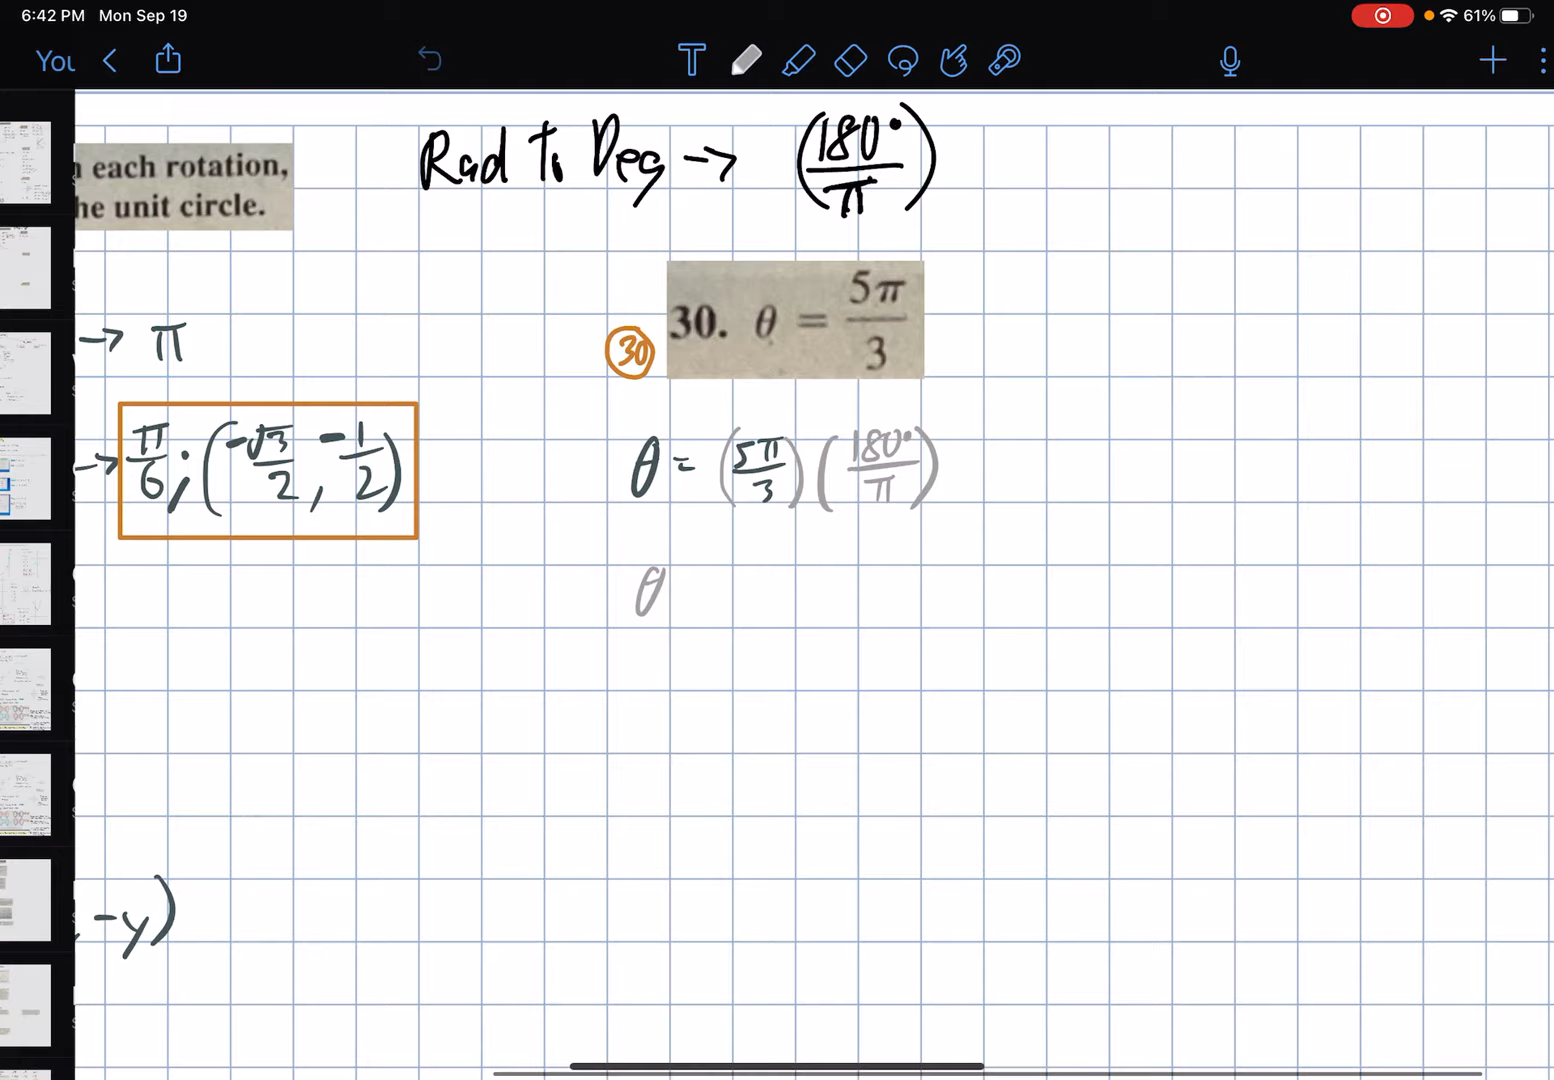 6:42 PM Mon Sep 19
61%
You
T
Rad To Deg → (180°/π)
each rotation,
he unit circle.
30. θ = 5π/3
30
→ π
→ π/6; (-√3/2, -1/2)
θ = (5π/3)(180°/π)
θ
, -y)